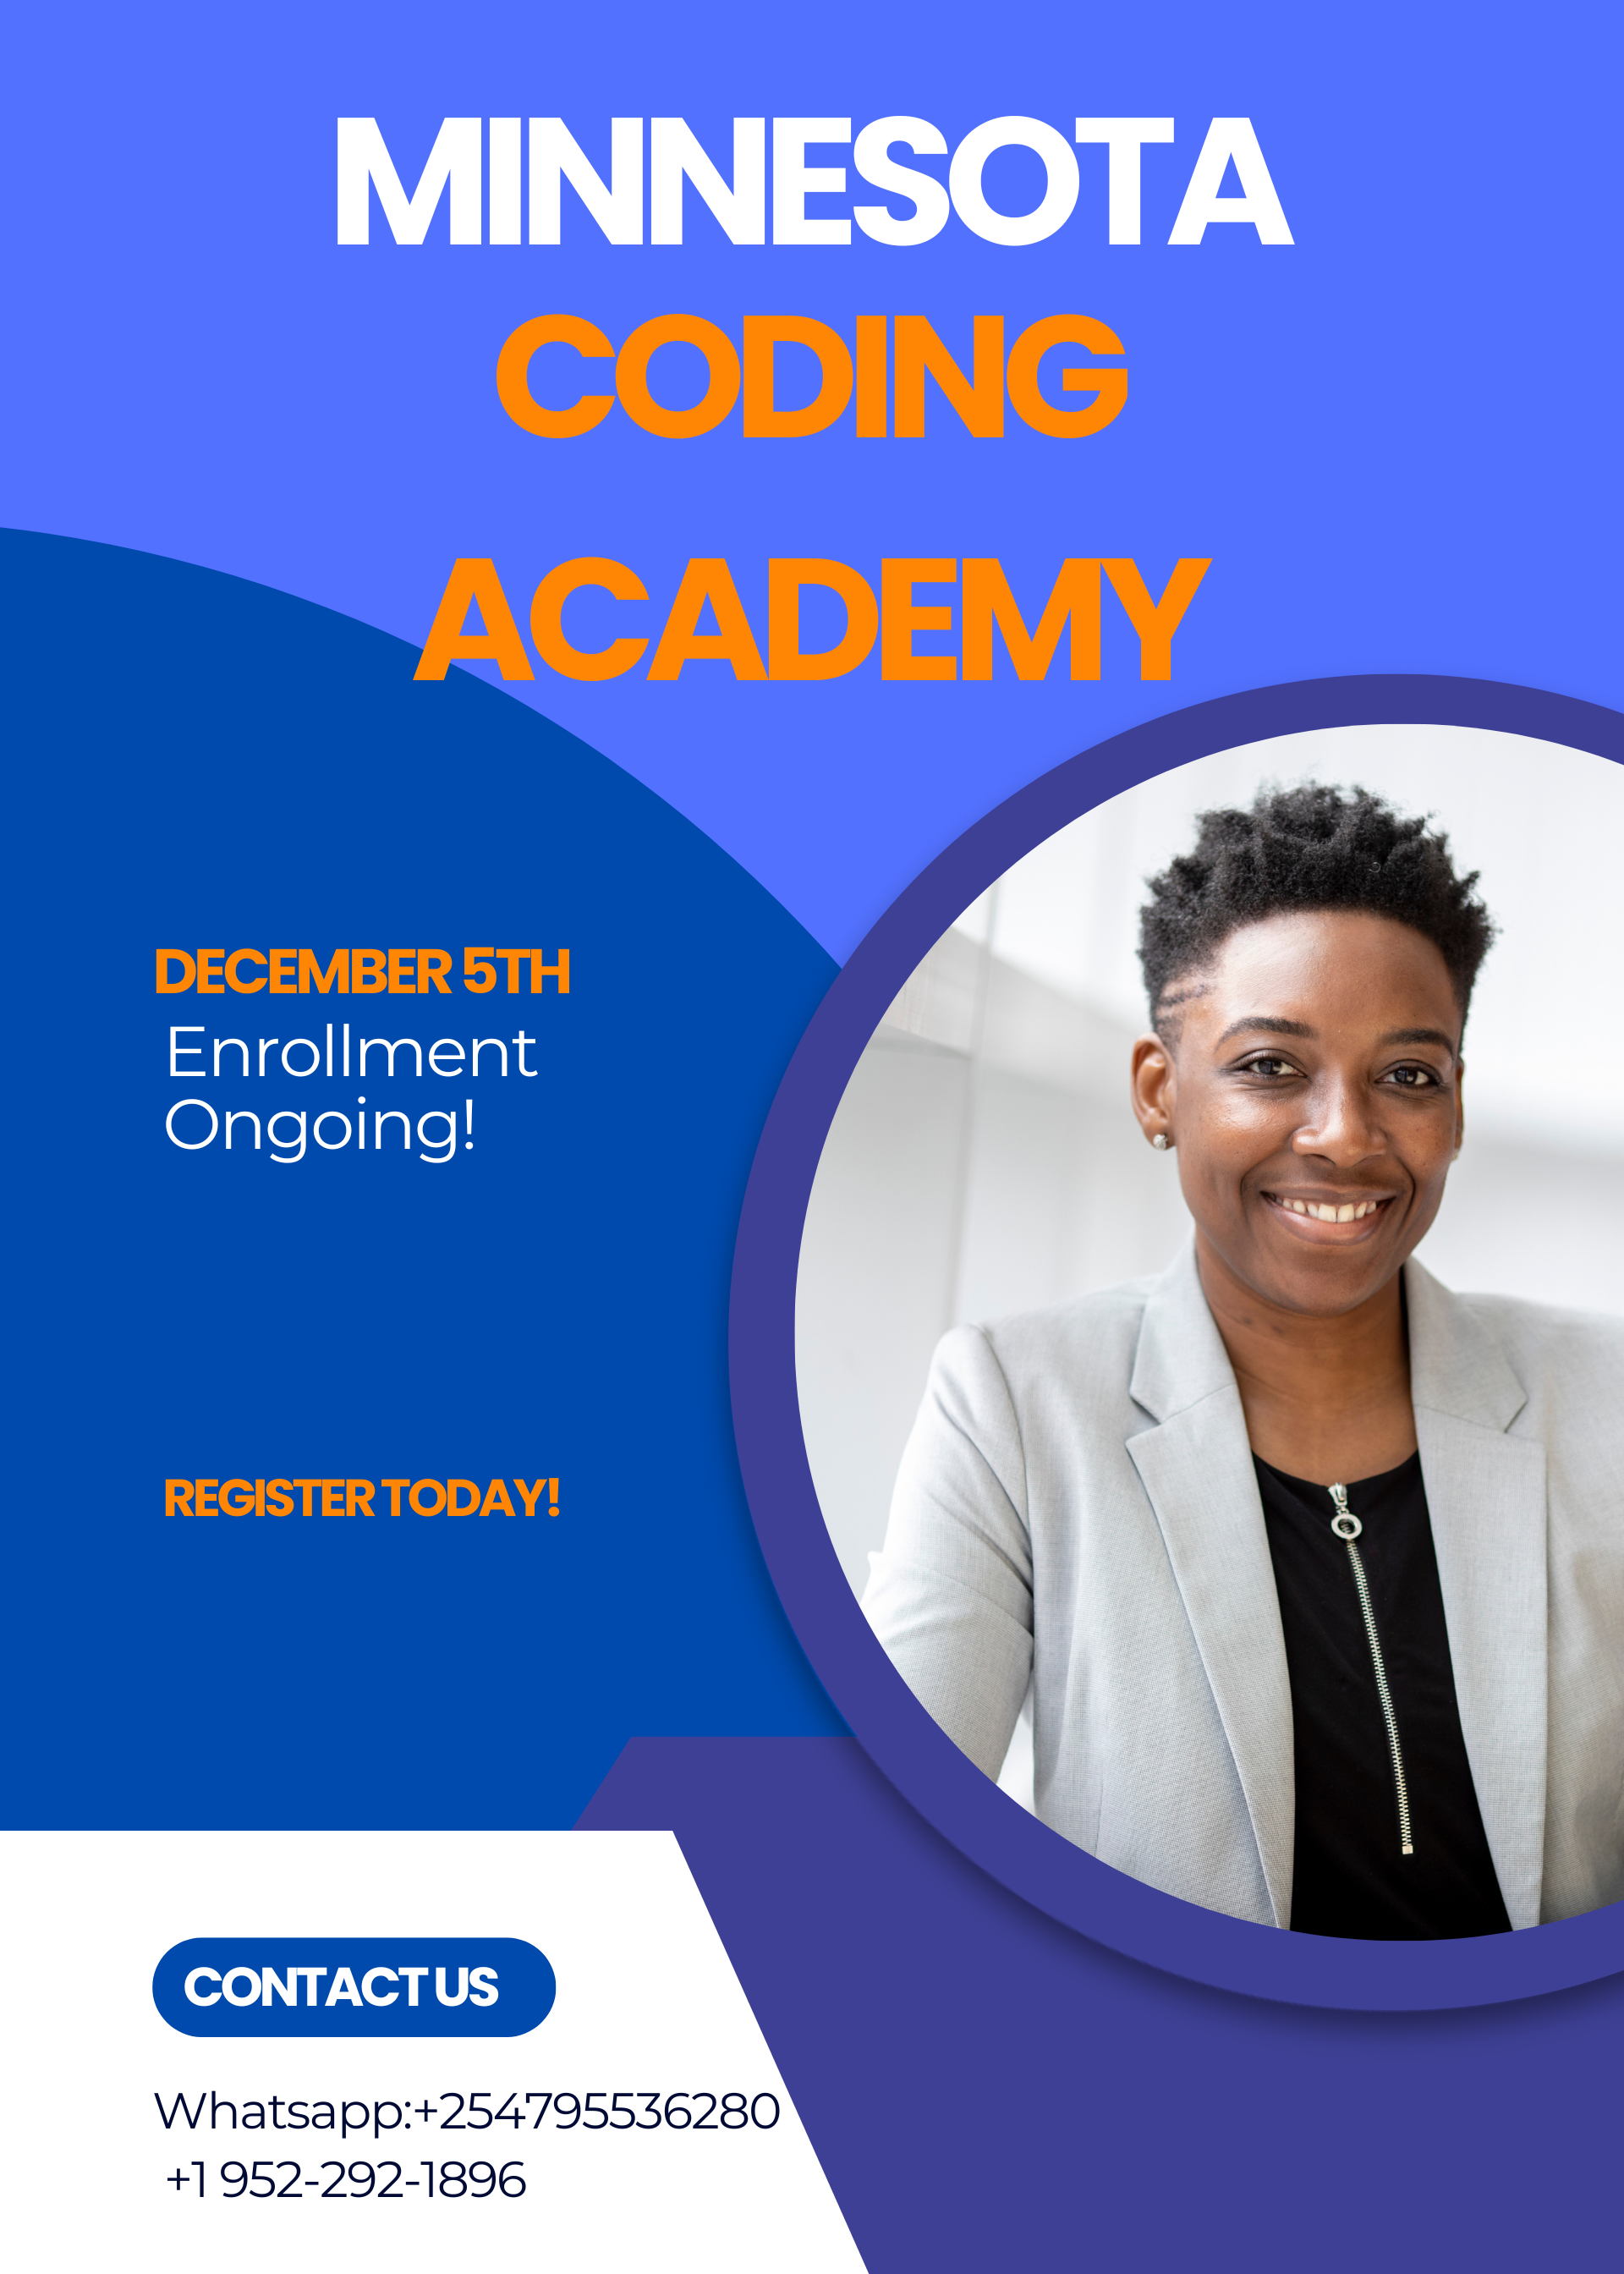 MINNESOTA
CODING
ACADEMY
DECEMBER 5TH
Enrollment
Ongoing!
REGISTER TODAY!
CONTACT US
Whatsapp:+254795536280
+1 952-292-1896